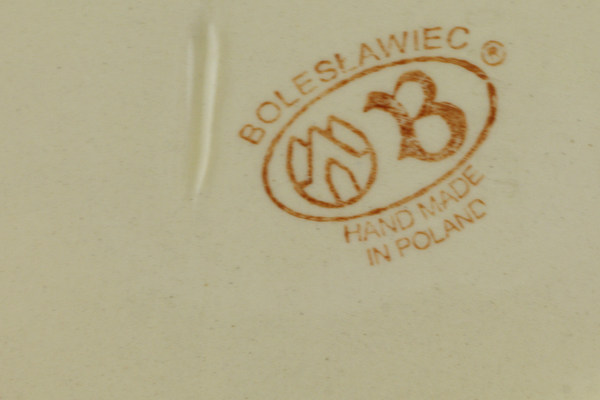 BOLESŁAWIEC ®
B
HAND MADE
IN POLAND